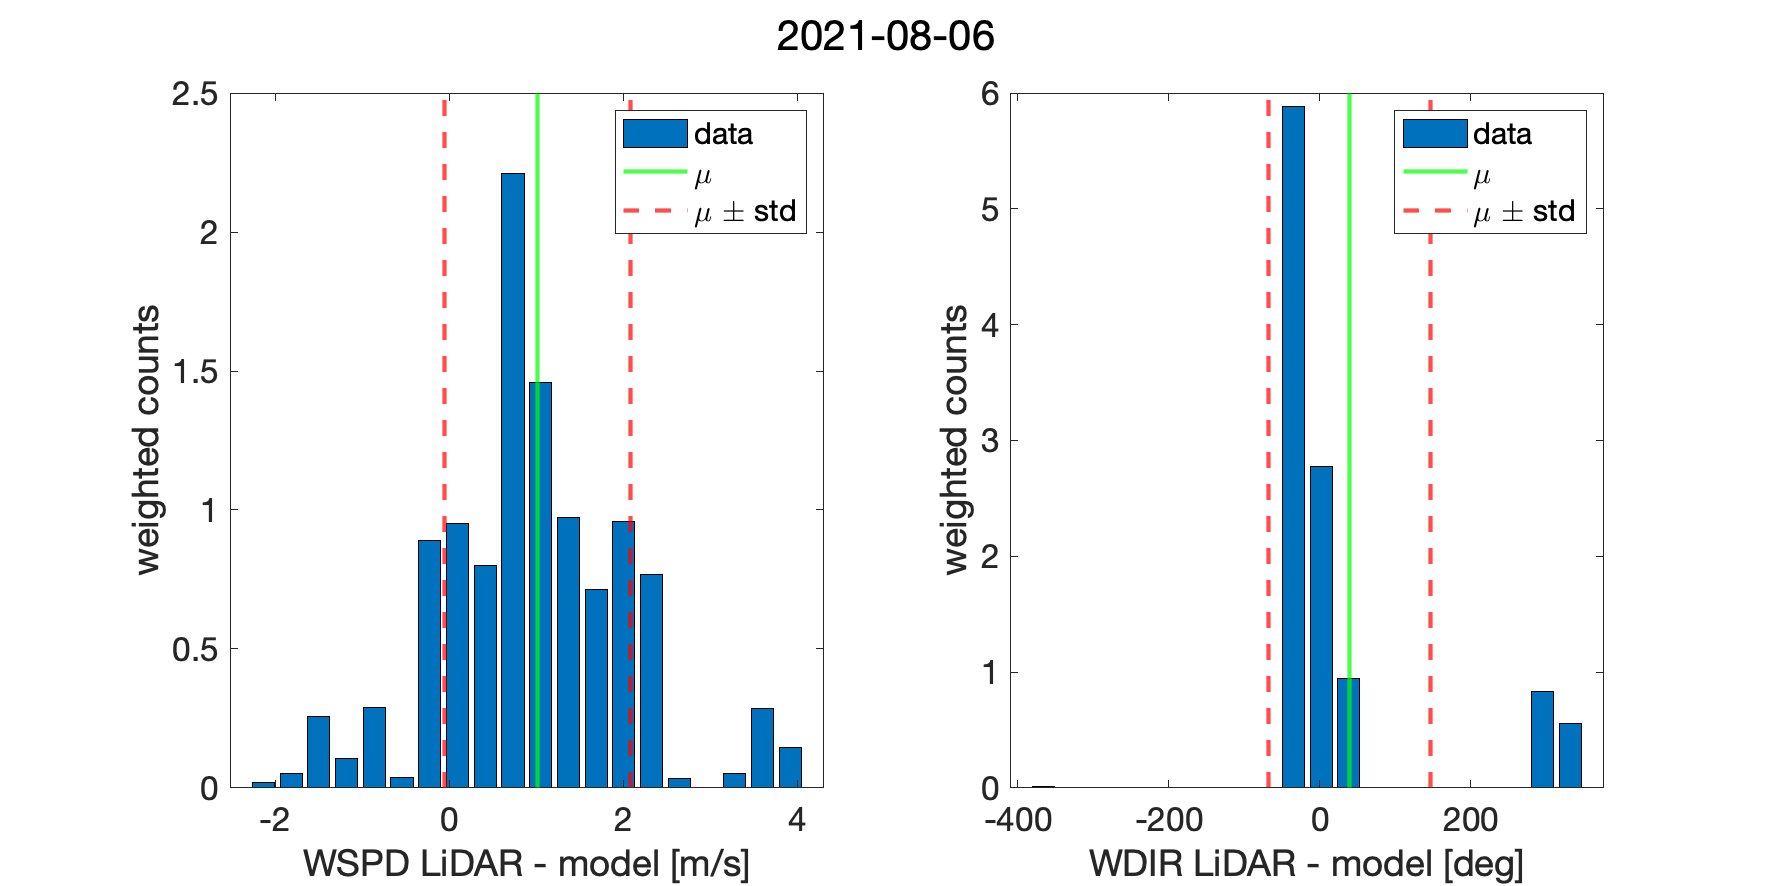 2021-08-06
2.5
2
1.5
1
0.5
0
-2
0
2
4
weighted counts
WSPD LiDAR - model [m/s]
data
μ
μ ± std
6
5
4
3
2
1
0
-400
-200
0
200
weighted counts
WDIR LiDAR - model [deg]
data
μ
μ ± std